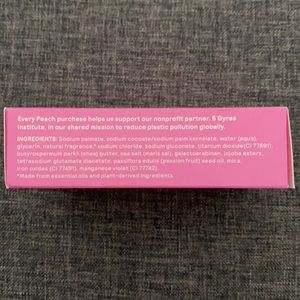 Every Peach purchase helps us support our nonprofit partner, 5 Gyres
Institute, in our shared mission to reduce plastic pollution globally.
INGREDIENTS: Sodium palmate, sodium cocoate/sodium palm kernelate, water (aqua),
glycerin, natural fragrance,* sodium chloride, sodium gluconate, titanium dioxide(CI 77891),
butyrospermum parkii (shea) butter, sea salt (maris sal), galactoarabinan, jojoba esters,
tetrasodium glutamate diacetate, passiflora edulis (passion fruit) seed oil, mica,
iron oxides (CI 77491), manganese violet (CI 77742)
*Made from essential oils and plant-derived ingredients